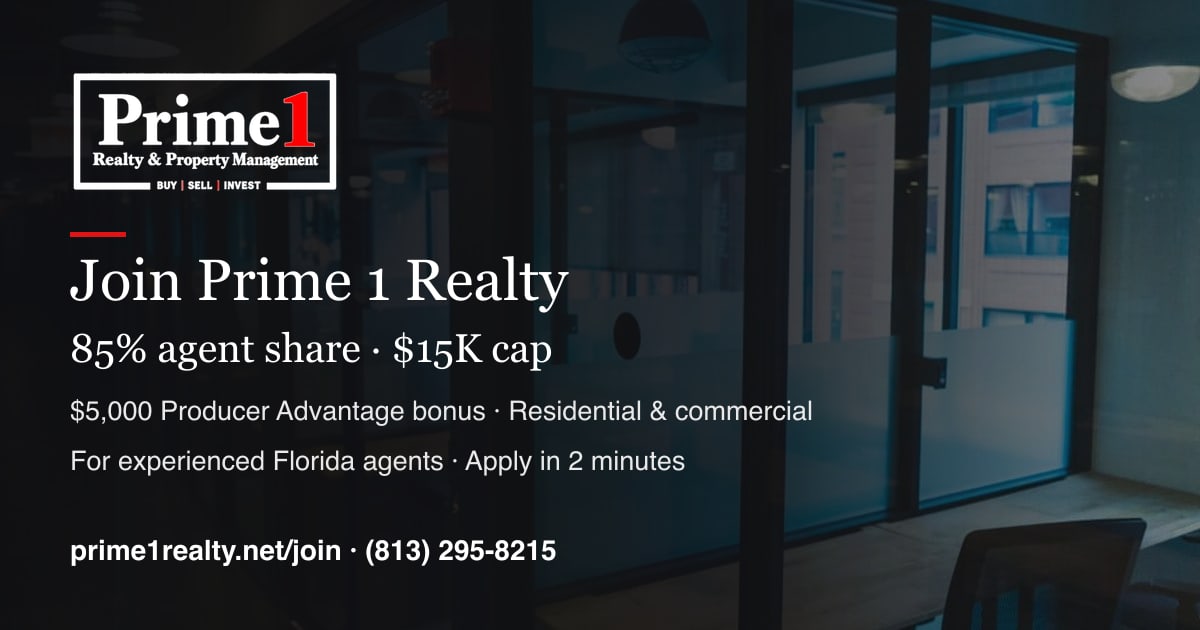 Prime1
Realty & Property Management
BUY | SELL | INVEST
Join Prime 1 Realty
85% agent share · $15K cap
$5,000 Producer Advantage bonus · Residential & commercial
For experienced Florida agents · Apply in 2 minutes
prime1realty.net/join · (813) 295-8215